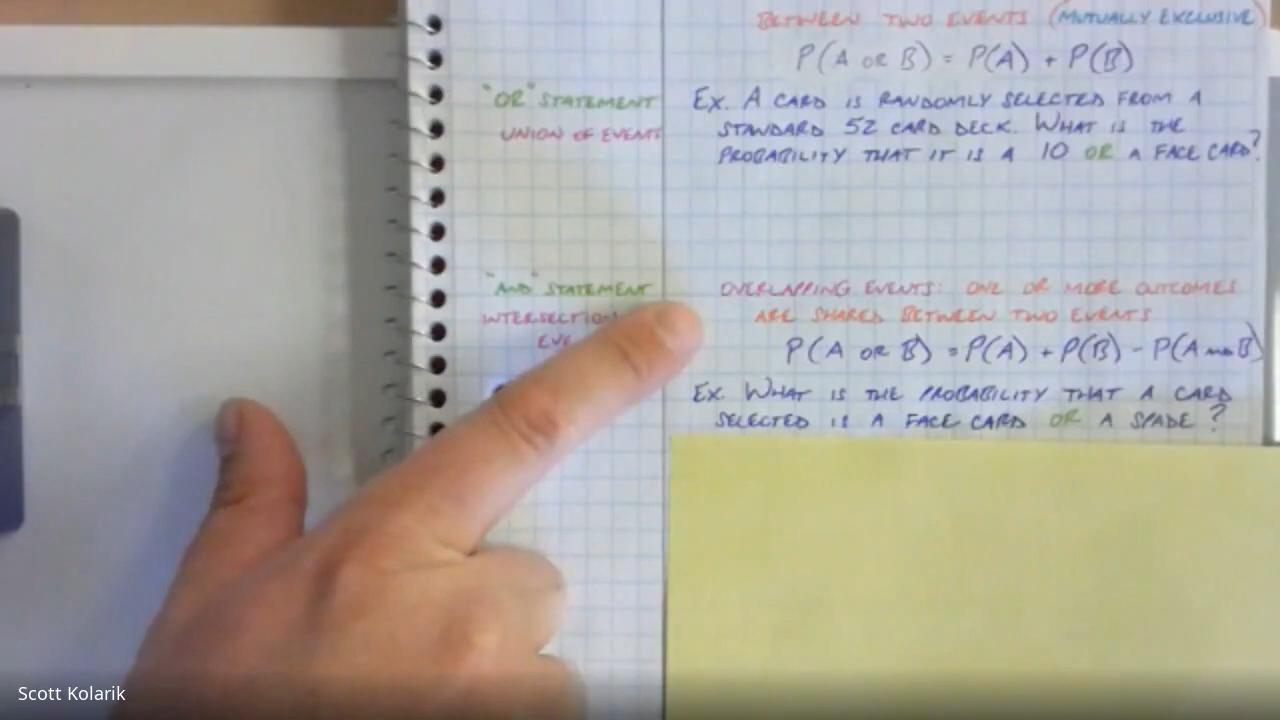 BETWEEN TWO EVENTS (MUTUALLY EXCLUSIVE)
P(A OR B) = P(A) + P(B)
"OR" STATEMENT
UNION OF EVENTS
Ex. A CARD IS RANDOMLY SELECTED FROM A
STANDARD 52 CARD DECK. WHAT IS THE
PROBABILITY THAT IT IS A 10 OR A FACE CARD?
"AND" STATEMENT
INTERSECTION
EVE
OVERLAPPING EVENTS: ONE OR MORE OUTCOMES
ARE SHARED BETWEEN TWO EVENTS
P(A OR B) = P(A) + P(B) - P(A AND B)
Ex. WHAT IS THE PROBABILITY THAT A CARD
SELECTED IS A FACE CARD OR A SPADE?
Scott Kolarik